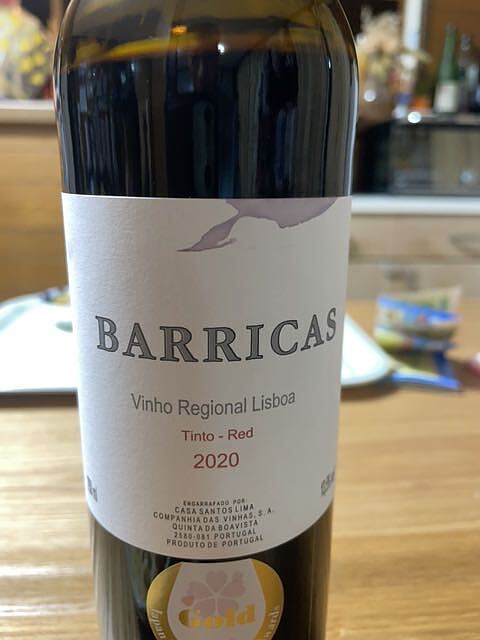 BARRICAS
Vinho Regional Lisboa
Tinto - Red
2020
ENGARRAFADO POR:
CASA SANTOS LIMA
COMPANHIA DAS VINHAS, S. A.
QUINTA DA BOAVISTA
2580-081 PORTUGAL
PRODUTO DE PORTUGAL
Gold